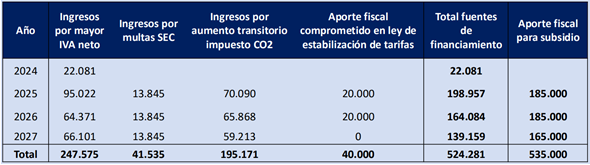 Año Ingresos por mayor IVA neto Ingresos por multas SEC Ingresos por aumento transitorio impuesto CO2 Aporte fiscal comprometido en ley de estabilización de tarifas Total fuentes de financiamiento Aporte fiscal para subsidio
2024 22.081 22.081
2025 95.022 13.845 70.090 20.000 198.957 185.000
2026 64.371 13.845 65.868 20.000 164.084 185.000
2027 66.101 13.845 59.213 0 139.159 165.000
Total 247.575 41.535 195.171 40.000 524.281 535.000